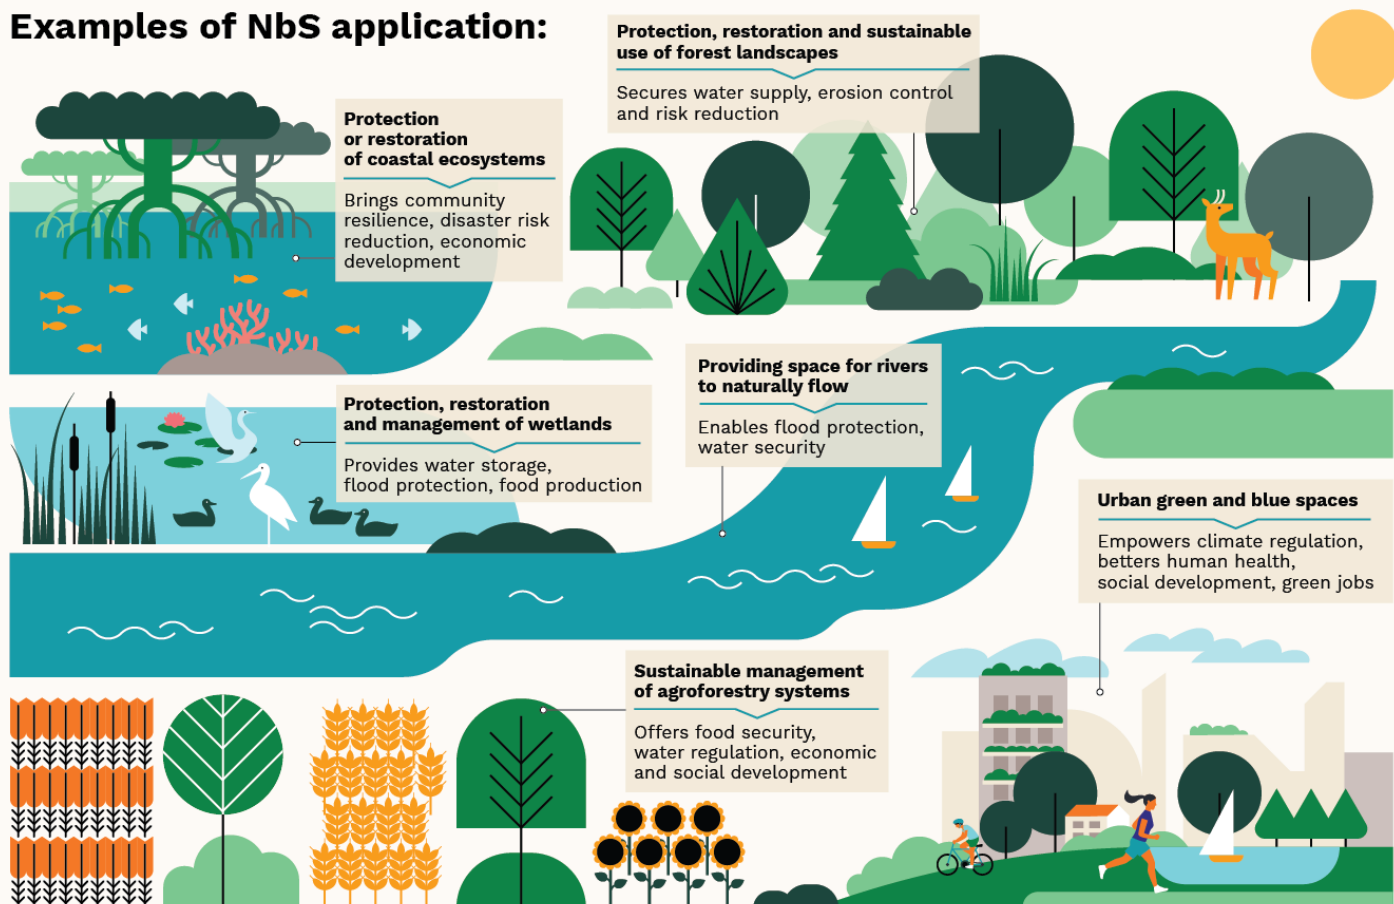 Examples of NbS application:
Protection, restoration and sustainable
use of forest landscapes
Secures water supply, erosion control
and risk reduction
Protection
or restoration
of coastal ecosystems
Brings community
resilience, disaster risk
reduction, economic
development
Providing space for rivers
to naturally flow
Enables flood protection,
water security
Protection, restoration
and management of wetlands
Provides water storage,
flood protection, food production
Urban green and blue spaces
Empowers climate regulation,
betters human health,
social development, green jobs
Sustainable management
of agroforestry systems
Offers food security,
water regulation, economic
and social development